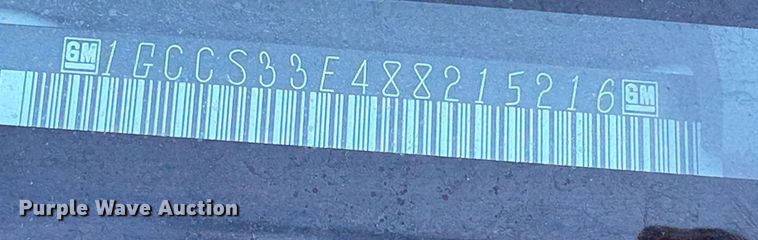 GM 1GCCS33E488215216 GM
Purple Wave Auction